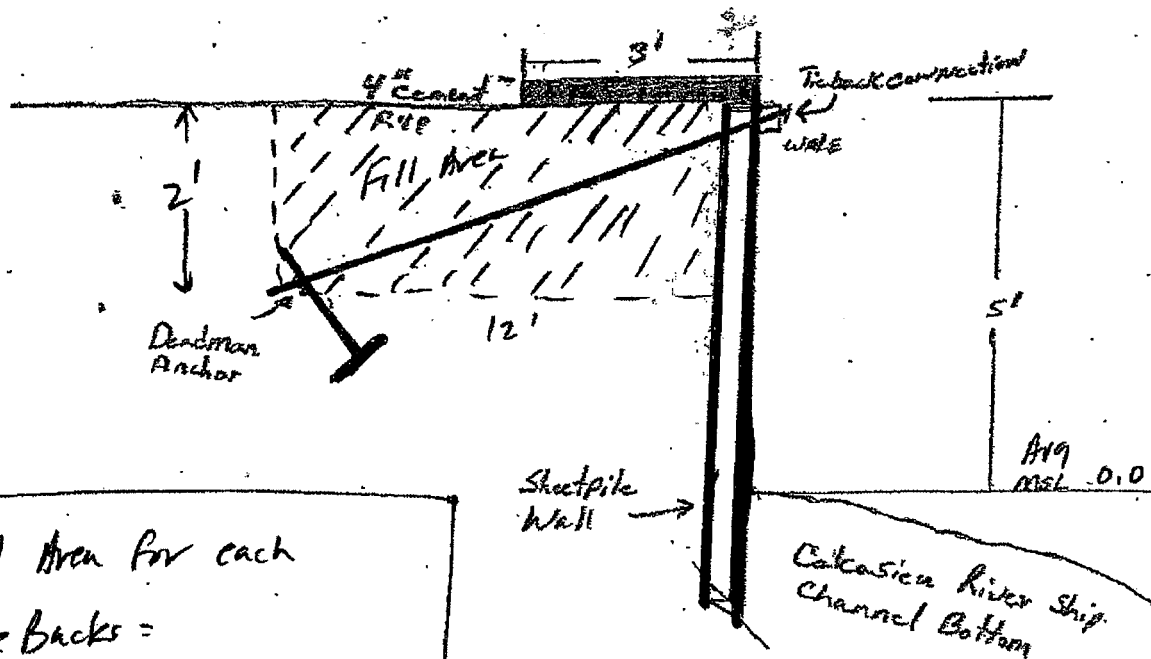 3'
4" Cement
Tieback connection
WALE
Fill Area
2'
12'
5'
Deadman
Anchor
Sheetpile
Wall
Avg
MSL 0.0
Area for each
Backs =
Calcasieu River Ship
Channel Bottom